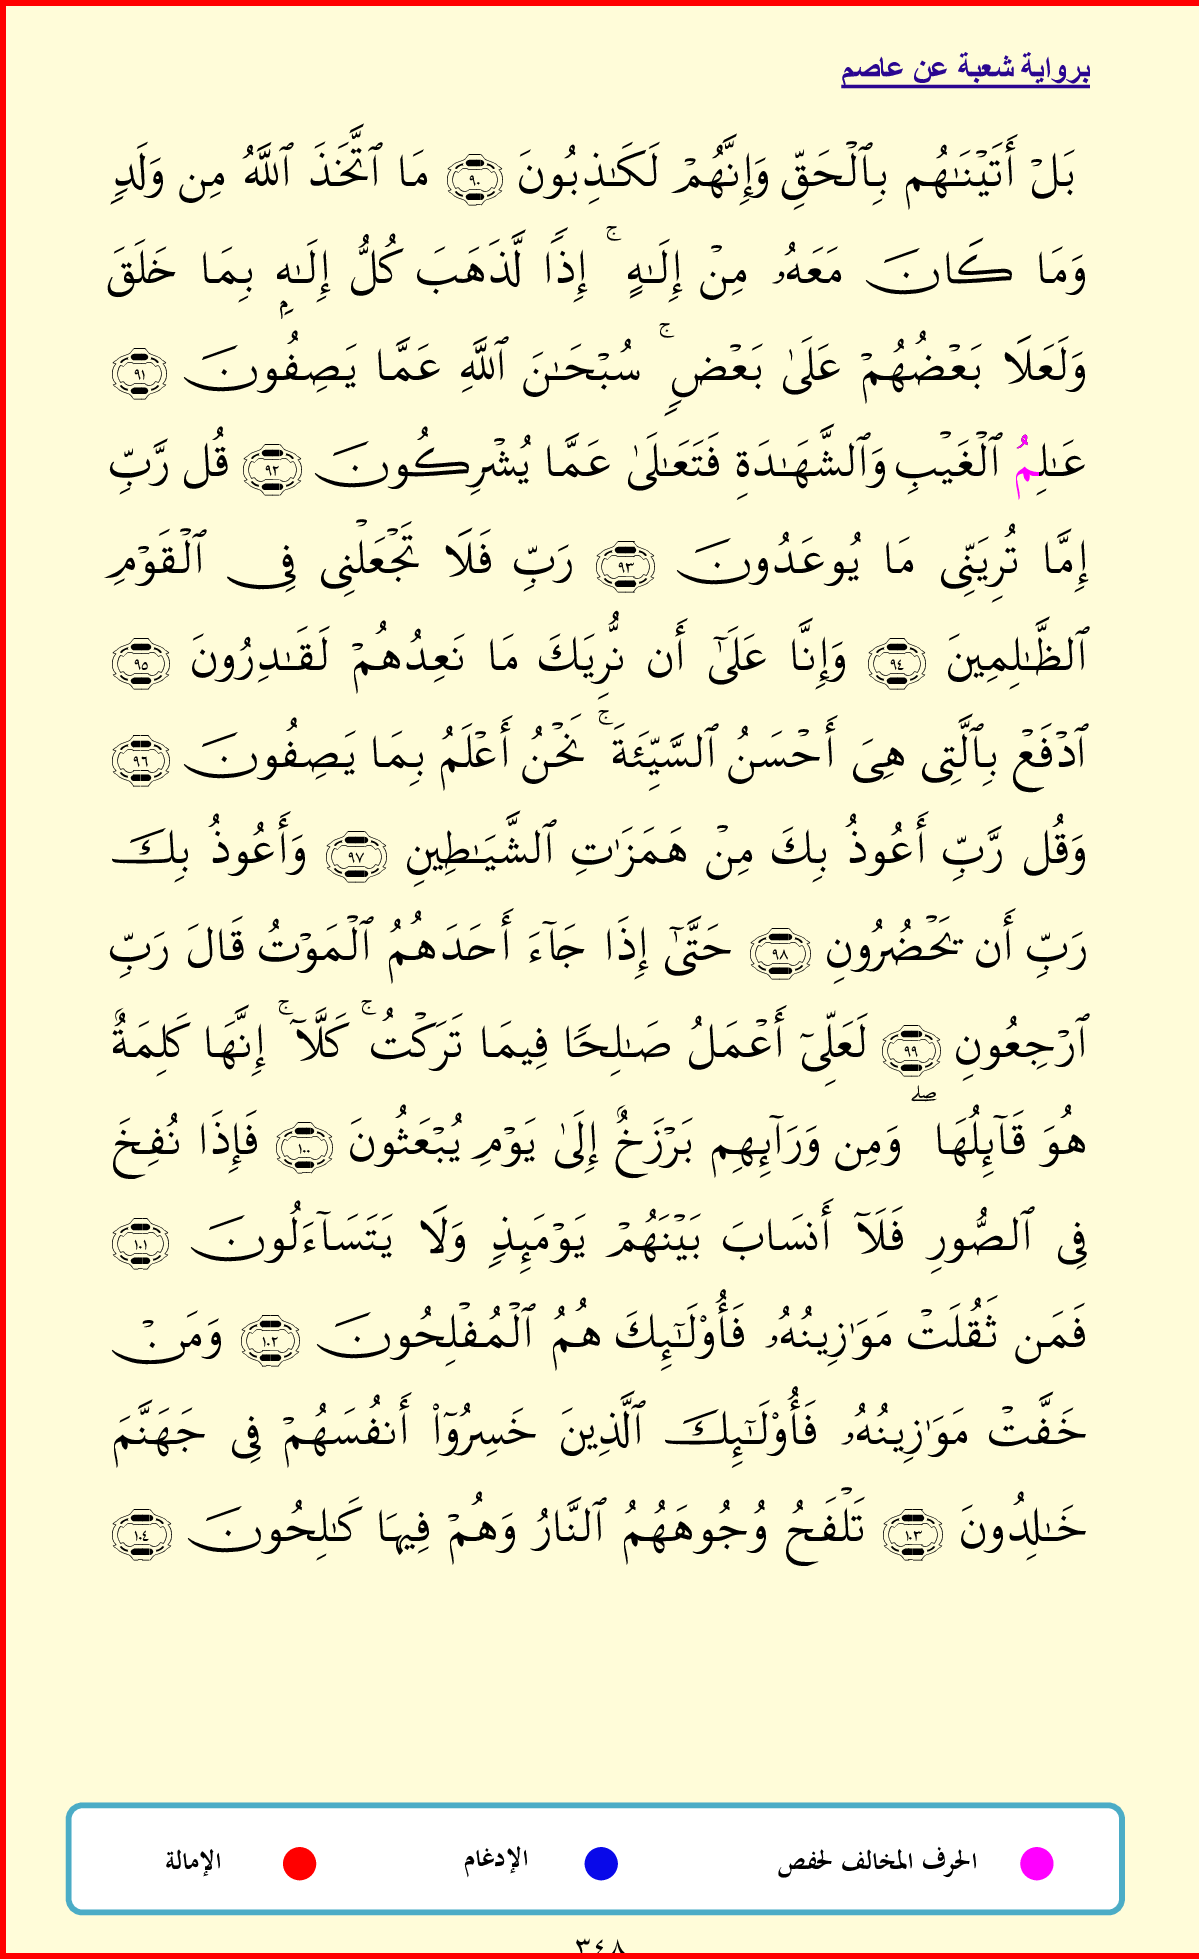 برواية شعبة عن عاصم
بَلۡ أَتَيۡنَٰهُم بِٱلۡحَقِّ وَإِنَّهُمۡ لَكَٰذِبُونَ ٩٠ مَا ٱتَّخَذَ ٱللَّهُ مِن وَلَدٖ
وَمَا كَانَ مَعَهُۥ مِنۡ إِلَٰهٍۚ إِذٗا لَّذَهَبَ كُلُّ إِلَٰهِۭ بِمَا خَلَقَ
وَلَعَلَا بَعۡضُهُمۡ عَلَىٰ بَعۡضٖۚ سُبۡحَٰنَ ٱللَّهِ عَمَّا يَصِفُونَ ٩١
عَٰلِمُ ٱلۡغَيۡبِ وَٱلشَّهَٰدَةِ فَتَعَٰلَىٰ عَمَّا يُشۡرِكُونَ ٩٢ قُل رَّبِّ
إِمَّا تُرِيَنِّي مَا يُوعَدُونَ ٩٣ رَبِّ فَلَا تَجۡعَلۡنِي فِي ٱلۡقَوۡمِ
ٱلظَّٰلِمِينَ ٩٤ وَإِنَّا عَلَىٰٓ أَن نُّرِيَكَ مَا نَعِدُهُمۡ لَقَٰدِرُونَ ٩٥
ٱدۡفَعۡ بِٱلَّتِي هِيَ أَحۡسَنُ ٱلسَّيِّئَةَۚ نَحۡنُ أَعۡلَمُ بِمَا يَصِفُونَ ٩٦
وَقُل رَّبِّ أَعُوذُ بِكَ مِنۡ هَمَزَٰتِ ٱلشَّيَٰطِينِ ٩٧ وَأَعُوذُ بِكَ
رَبِّ أَن يَحۡضُرُونِ ٩٨ حَتَّىٰٓ إِذَا جَآءَ أَحَدَهُمُ ٱلۡمَوۡتُ قَالَ رَبِّ
ٱرۡجِعُونِ ٩٩ لَعَلِّيٓ أَعۡمَلُ صَٰلِحٗا فِيمَا تَرَكۡتُۚ كَلَّآۚ إِنَّهَا كَلِمَةٌ
هُوَ قَآئِلُهَاۖ وَمِن وَرَآئِهِم بَرۡزَخٌ إِلَىٰ يَوۡمِ يُبۡعَثُونَ ١٠٠ فَإِذَا نُفِخَ
فِي ٱلصُّورِ فَلَآ أَنسَابَ بَيۡنَهُمۡ يَوۡمَئِذٖ وَلَا يَتَسَآءَلُونَ ١٠١
فَمَن ثَقُلَتۡ مَوَٰزِينُهُۥ فَأُوْلَٰٓئِكَ هُمُ ٱلۡمُفۡلِحُونَ ١٠٢ وَمَنۡ
خَفَّتۡ مَوَٰزِينُهُۥ فَأُوْلَٰٓئِكَ ٱلَّذِينَ خَسِرُوٓاْ أَنفُسَهُمۡ فِي جَهَنَّمَ
خَٰلِدُونَ ١٠٣ تَلۡفَحُ وُجُوهَهُمُ ٱلنَّارُ وَهُمۡ فِيهَا كَٰلِحُونَ ١٠٤
الحرف المخالف لحفص الإدغام الإمالة
٣٤٨